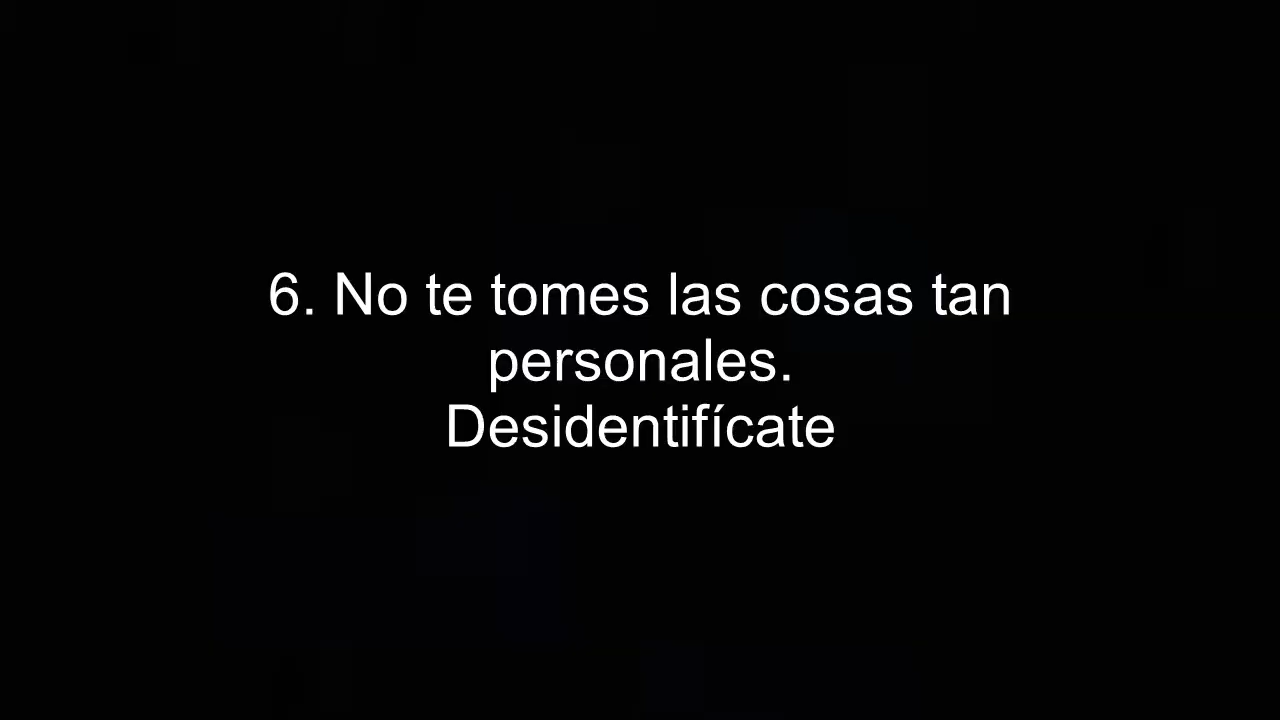 6. No te tomes las cosas tan
personales.
Desidentifícate